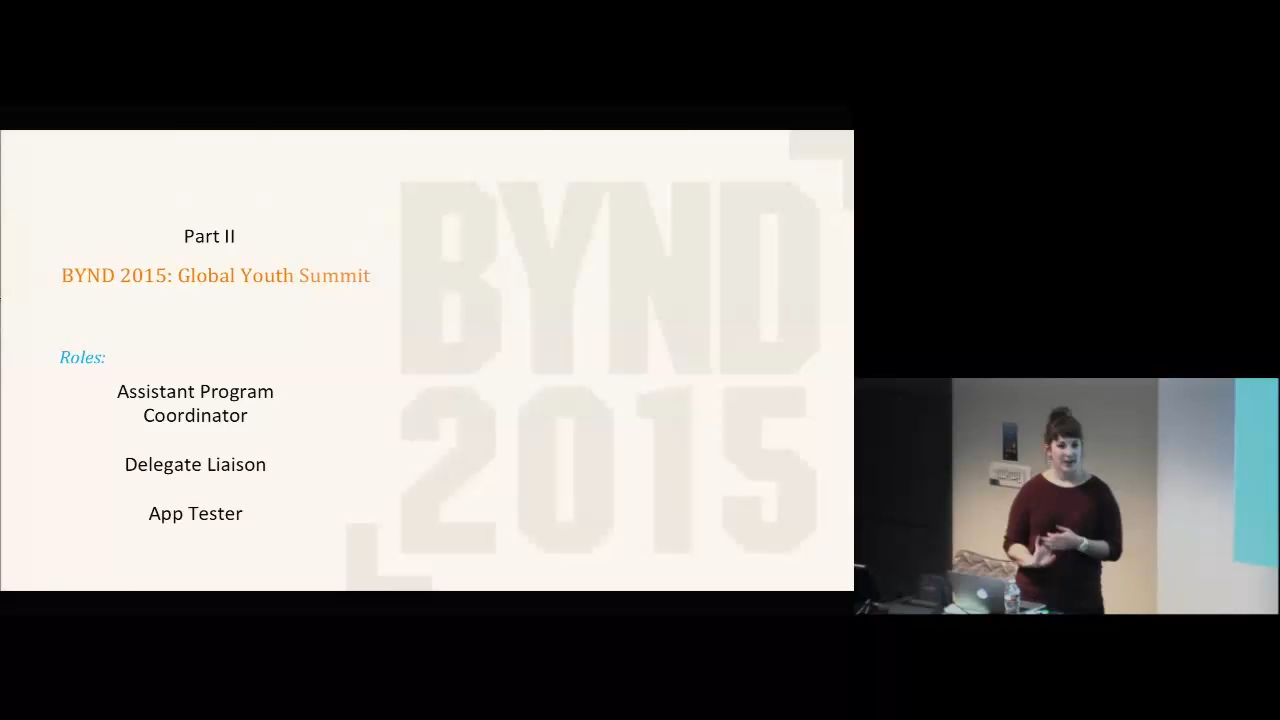 Part II
BYND 2015: Global Youth Summit
Roles:
Assistant Program
Coordinator
Delegate Liaison
App Tester
BYND
2015